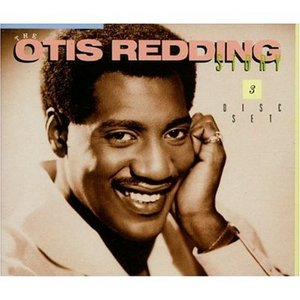 THE
OTIS REDDING
STORY
3
DISC
SET